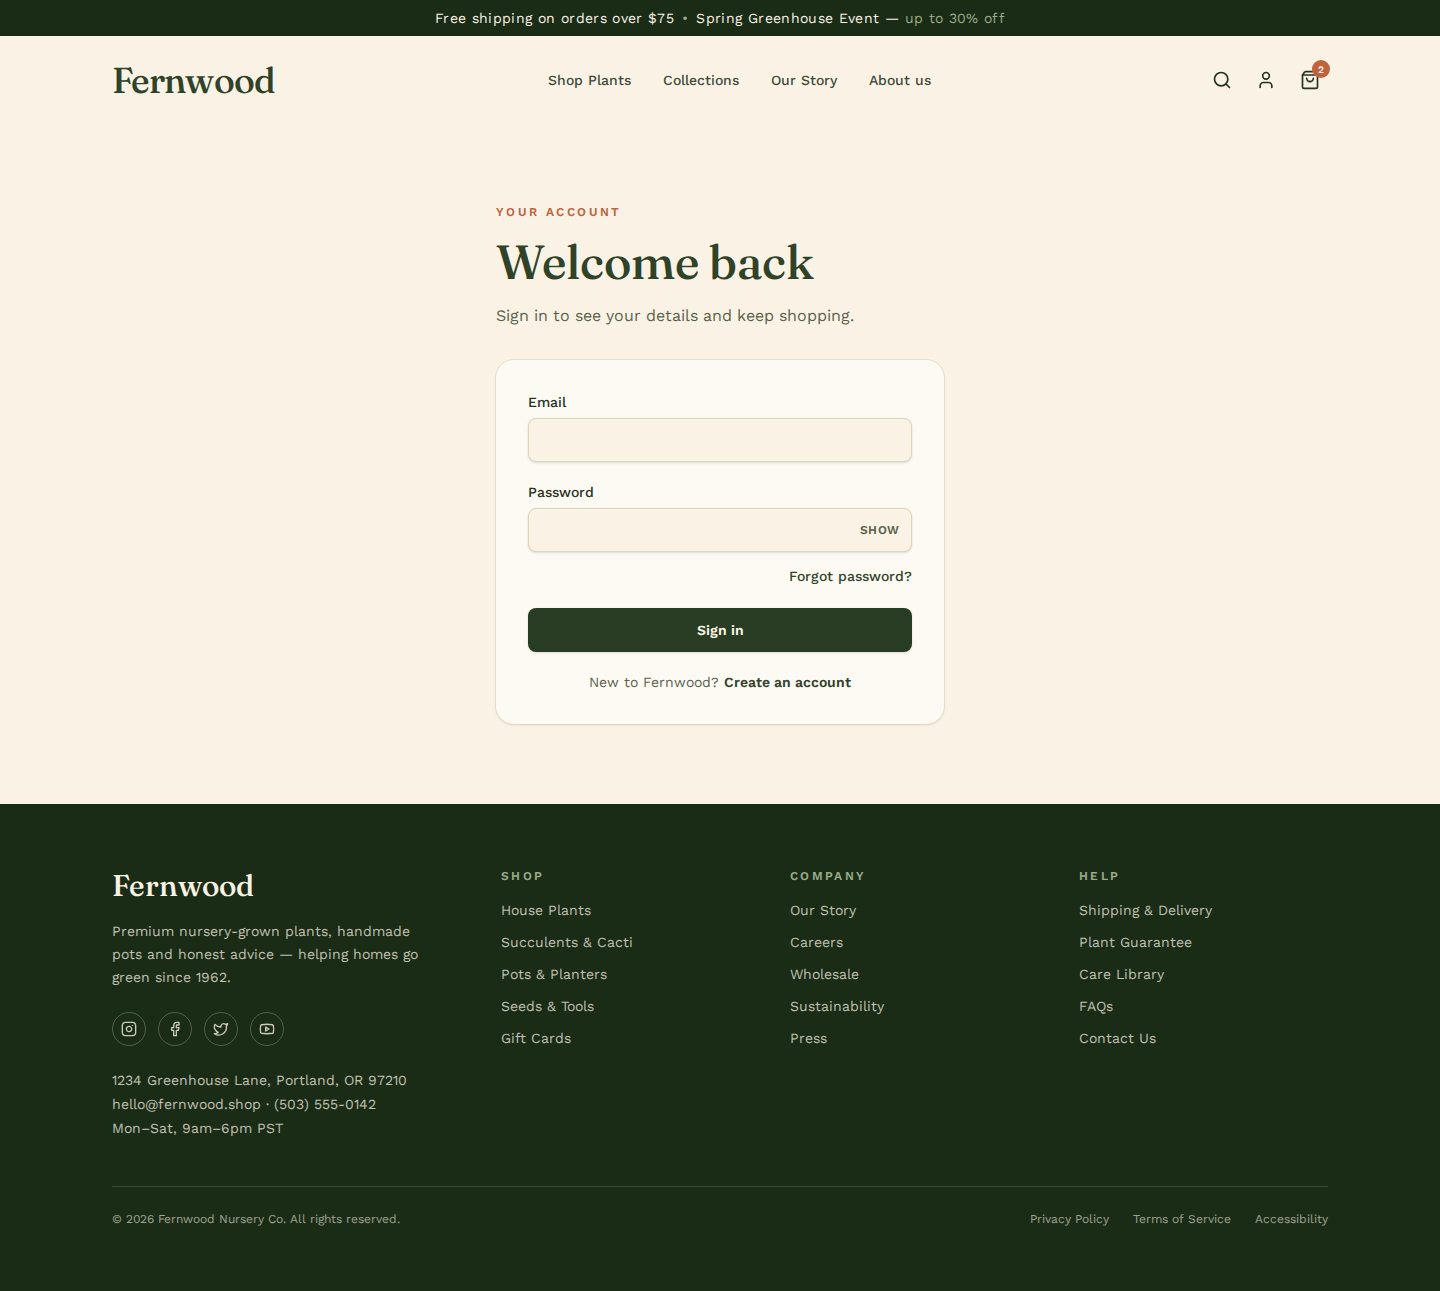 Free shipping on orders over $75 • Spring Greenhouse Event — up to 30% off
Fernwood
Shop Plants
Collections
Our Story
About us
2
YOUR ACCOUNT
Welcome back
Sign in to see your details and keep shopping.
Email
Password
SHOW
Forgot password?
Sign in
New to Fernwood? Create an account
Fernwood
Premium nursery-grown plants, handmade
pots and honest advice — helping homes go
green since 1962.
1234 Greenhouse Lane, Portland, OR 97210
hello@fernwood.shop · (503) 555-0142
Mon–Sat, 9am–6pm PST
SHOP
House Plants
Succulents & Cacti
Pots & Planters
Seeds & Tools
Gift Cards
COMPANY
Our Story
Careers
Wholesale
Sustainability
Press
HELP
Shipping & Delivery
Plant Guarantee
Care Library
FAQs
Contact Us
© 2026 Fernwood Nursery Co. All rights reserved.
Privacy Policy
Terms of Service
Accessibility